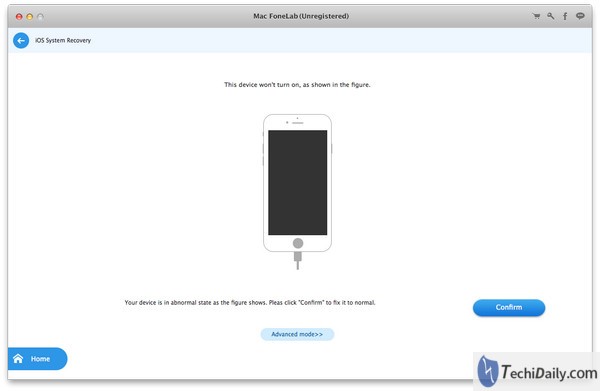 Mac FoneLab (Unregistered)
iOS System Recovery
This device won't turn on, as shown in the figure.
Your device is in abnormal state as the figure shows. Pleas click "Confirm" to fix it to normal.
Confirm
Advanced mode>>
Home
TechiDaily.com